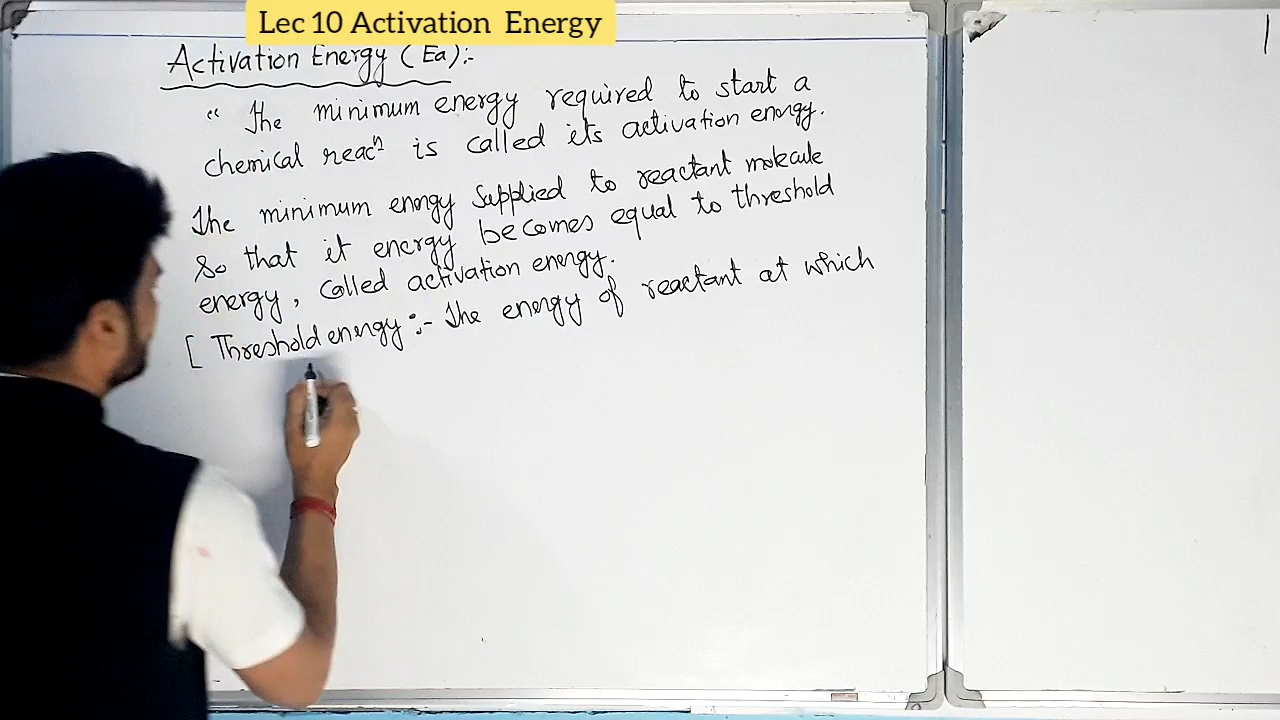 Lec 10 Activation Energy
Activation Energy (Ea):-
“ The minimum energy required to start a
chemical reacⁿ is called its activation energy.
The minimum energy supplied to reactant molecule
So that it energy becomes equal to threshold
energy, called activation energy.
[ Threshold energy :- The energy of reactant at which
1